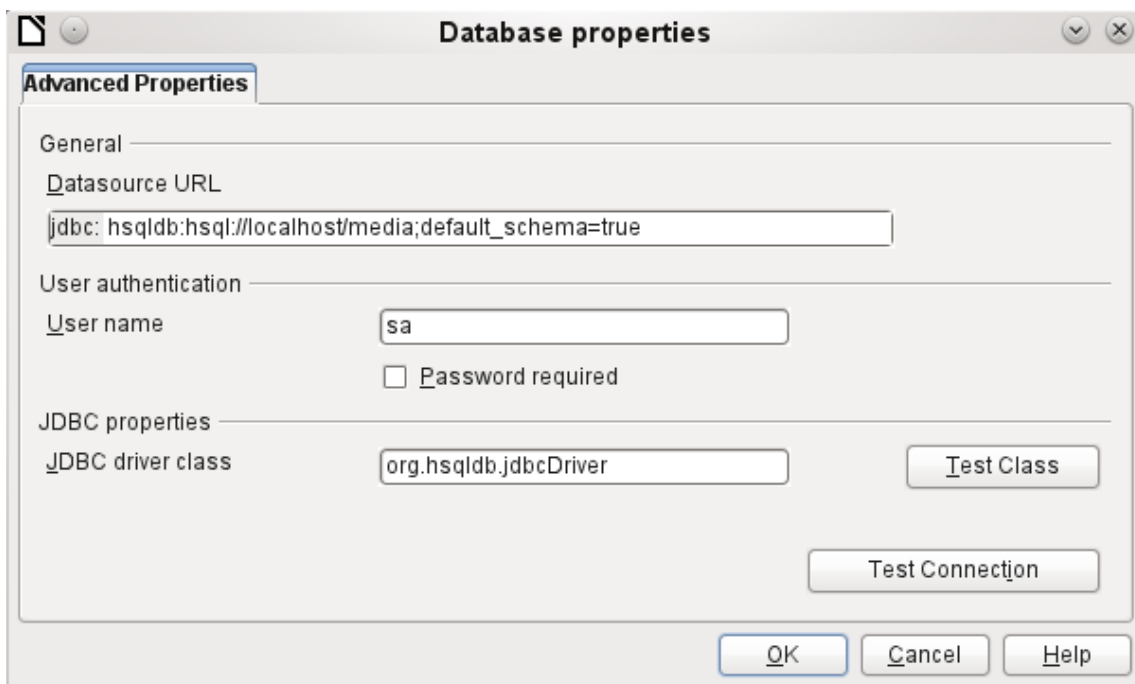 Database properties
Advanced Properties
General
Datasource URL
jdbc: hsqldb:hsql://localhost/media;default_schema=true
User authentication
User name
sa
Password required
JDBC properties
JDBC driver class
org.hsqldb.jdbcDriver
Test Class
Test Connection
OK
Cancel
Help